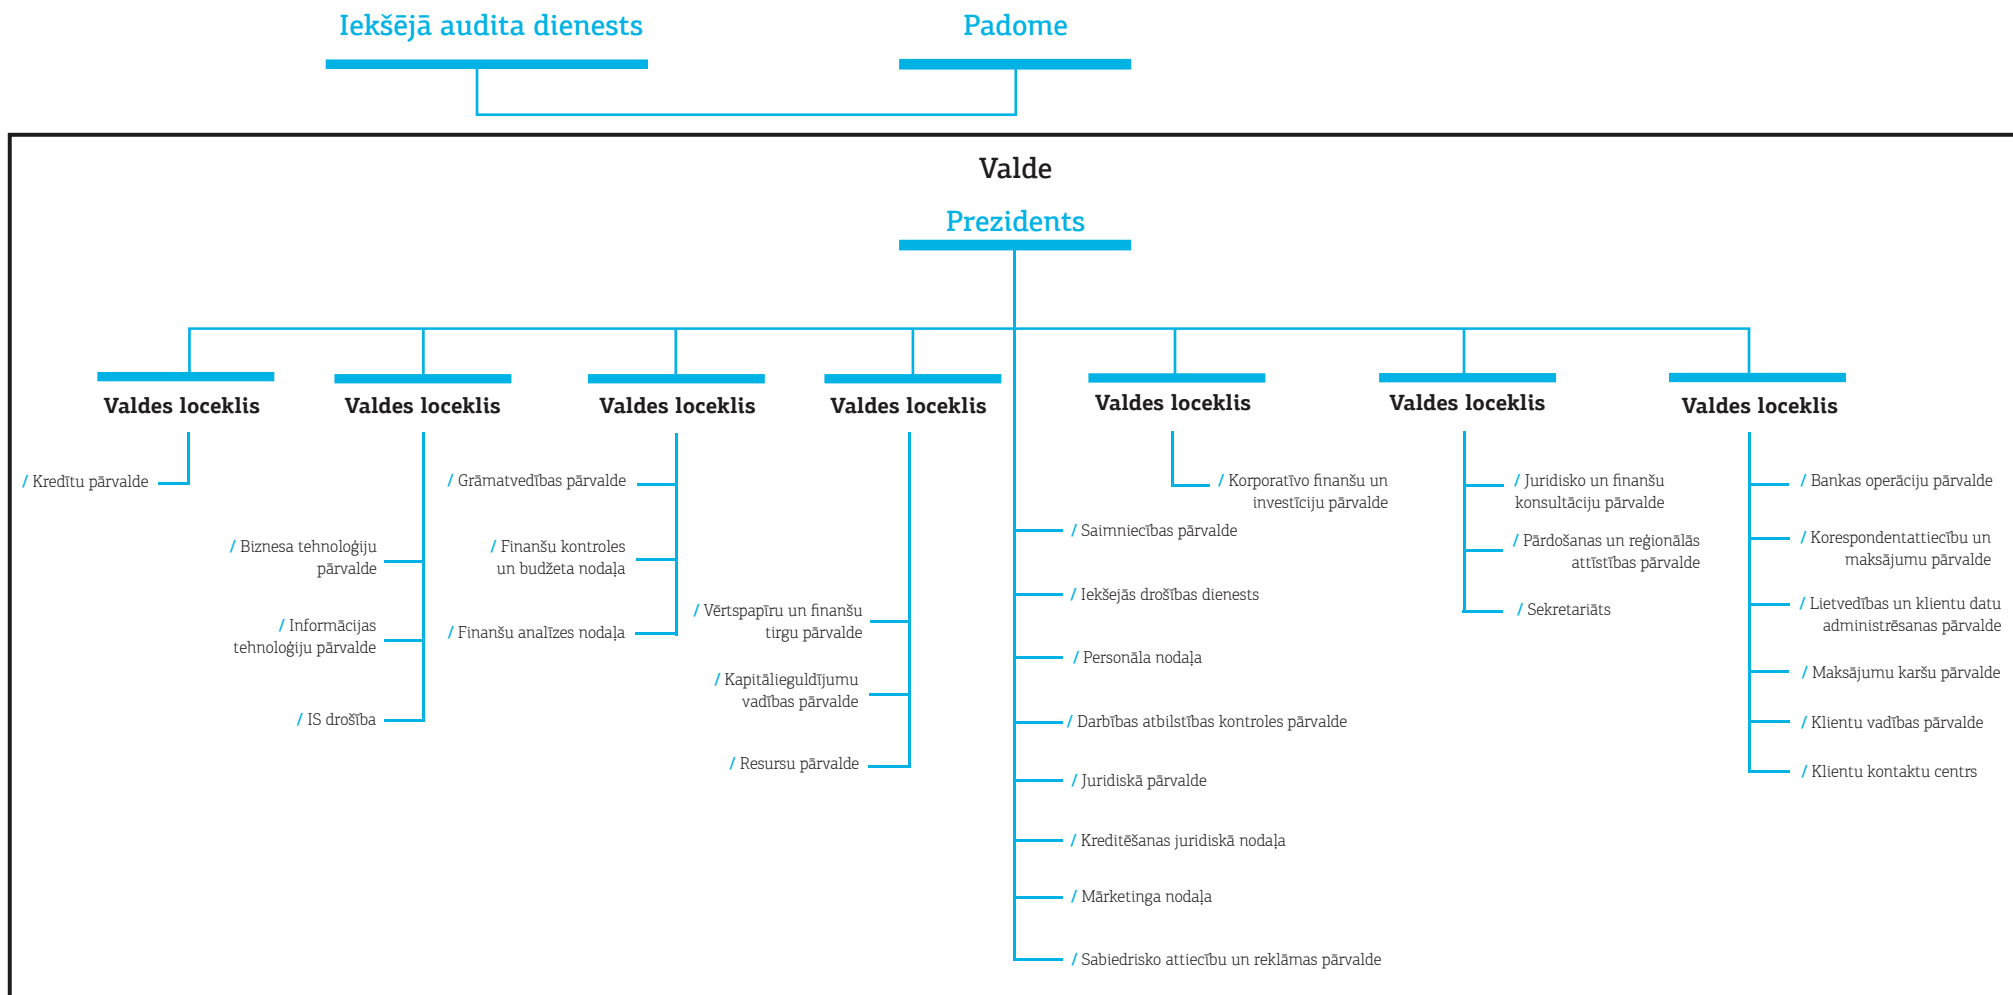 Iekšējā audita dienests
Padome
Valde
Prezidents
Valdes loceklis
/ Kredītu pārvalde
Valdes loceklis
/ Biznesa tehnoloģiju
pārvalde
/ Informācijas
tehnoloģiju pārvalde
/ IS drošība
Valdes loceklis
/ Grāmatvedības pārvalde
/ Finanšu kontroles
un budžeta nodaļa
/ Finanšu analīzes nodaļa
Valdes loceklis
/ Vērtspapīru un finanšu
tirgu pārvalde
/ Kapitālieguldījumu
vadības pārvalde
/ Resursu pārvalde
/ Saimniecības pārvalde
/ Iekšejās drošības dienests
/ Personāla nodaļa
/ Darbības atbilstības kontroles pārvalde
/ Juridiskā pārvalde
/ Kreditēšanas juridiskā nodaļa
/ Mārketinga nodaļa
/ Sabiedrisko attiecību un reklāmas pārvalde
Valdes loceklis
/ Korporatīvo finanšu un
investīciju pārvalde
Valdes loceklis
/ Juridisko un finanšu
konsultāciju pārvalde
/ Pārdošanas un reģionālās
attīstības pārvalde
/ Sekretariāts
Valdes loceklis
/ Bankas operāciju pārvalde
/ Korespondentattiecību un
maksājumu pārvalde
/ Lietvedības un klientu datu
administrēsanas pārvalde
/ Maksājumu karšu pārvalde
/ Klientu vadības pārvalde
/ Klientu kontaktu centrs